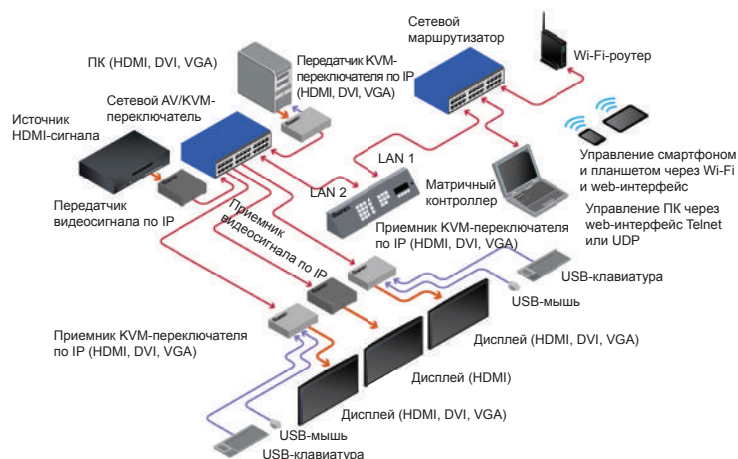 Сетевой
маршрутизатор
Wi-Fi-роутер
ПК (HDMI, DVI, VGA)
Передатчик KVM-
переключателя по IP
(HDMI, DVI, VGA)
Сетевой AV/KVM-
переключатель
Источник
HDMI-сигнала
Передатчик
видеосигнала по IP
LAN 1
LAN 2
Матричный
контроллер
Управление смартфоном
и планшетом через Wi-Fi
и web-интерфейс
Управление ПК через
web-интерфейс Telnet
или UDP
Приемник
видеосигнала по IP
Приемник KVM-переключателя
по IP (HDMI, DVI, VGA)
USB-клавиатура
USB-мышь
Приемник KVM-переключателя
по IP (HDMI, DVI, VGA)
Дисплей (HDMI, DVI, VGA)
Дисплей (HDMI)
Дисплей (HDMI, DVI, VGA)
USB-мышь
USB-клавиатура